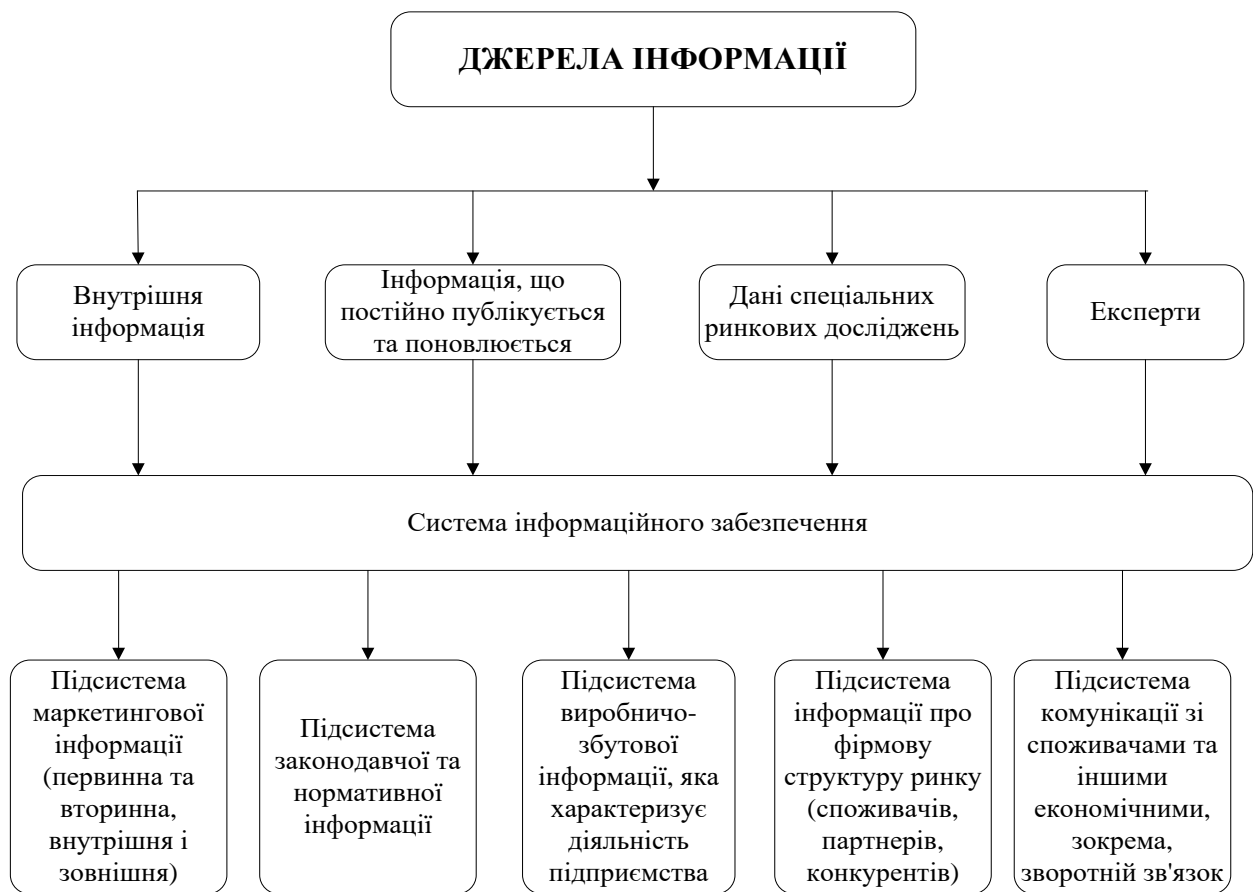 ДЖЕРЕЛА ІНФОРМАЦІЇ
Внутрішня
інформація
Інформація, що
постійно публікується
та поновлюється
Дані спеціальних
ринкових досліджень
Експерти
Система інформаційного забезпечення
Підсистема
маркетингової
інформації
(первинна та
вторинна,
внутрішня і
зовнішня)
Підсистема
законодавчої та
нормативної
інформації
Підсистема
виробничо-
збутової
інформації, яка
характеризує
діяльність
підприємства
Підсистема
інформації про
фірмову
структуру ринку
(споживачів,
партнерів,
конкурентів)
Підсистема
комунікації зі
споживачами та
іншими
економічними,
зокрема,
зворотній зв'язок